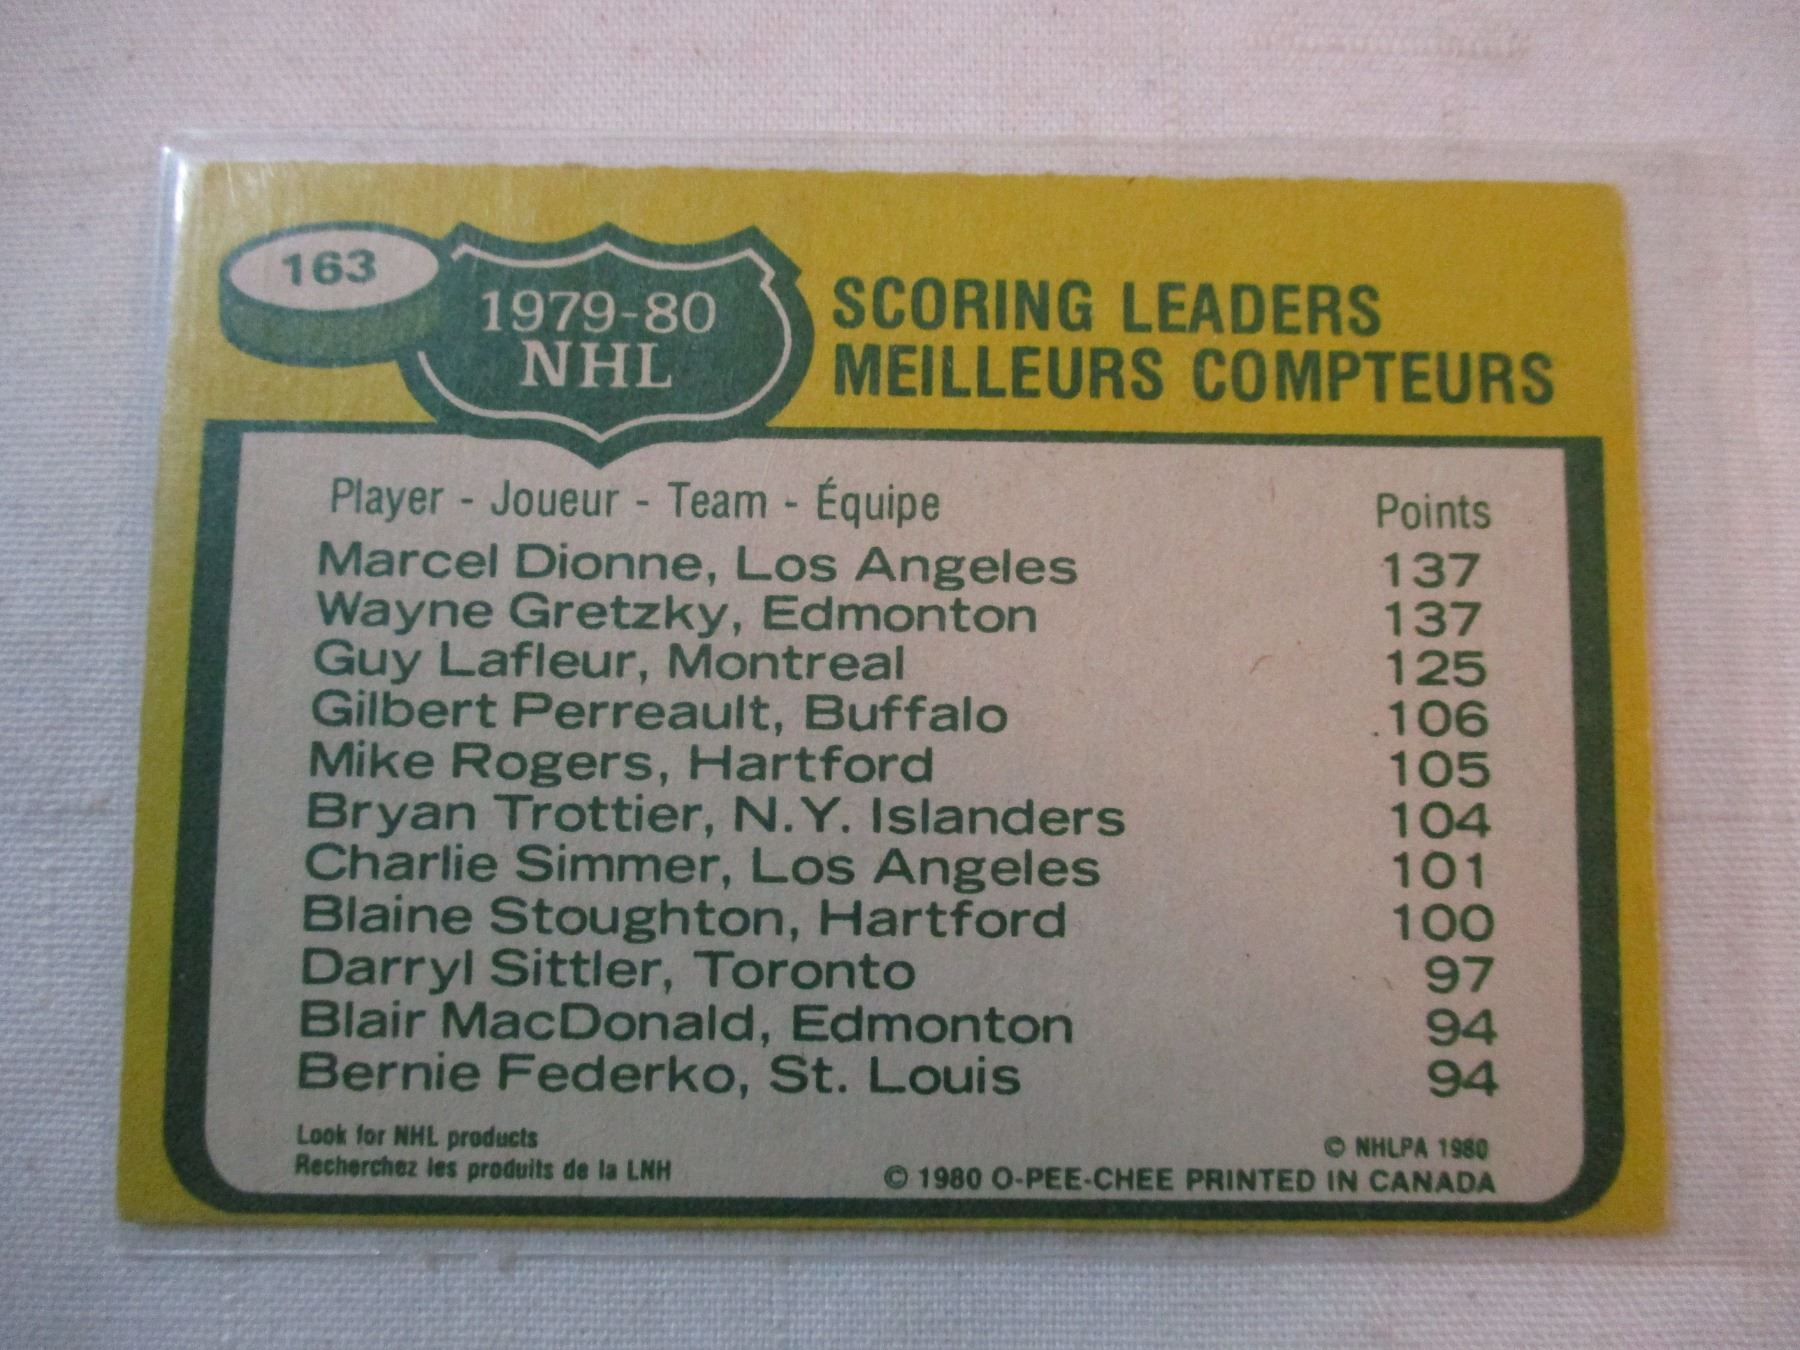 163
1979-80
NHL
SCORING LEADERS
MEILLEURS COMPTEURS
Player - Joueur - Team - Équipe Points
Marcel Dionne, Los Angeles 137
Wayne Gretzky, Edmonton 137
Guy Lafleur, Montreal 125
Gilbert Perreault, Buffalo 106
Mike Rogers, Hartford 105
Bryan Trottier, N.Y. Islanders 104
Charlie Simmer, Los Angeles 101
Blaine Stoughton, Hartford 100
Darryl Sittler, Toronto 97
Blair MacDonald, Edmonton 94
Bernie Federko, St. Louis 94
Look for NHL products
Recherchez les produits de la LNH
© NHLPA 1980
© 1980 O-PEE-CHEE PRINTED IN CANADA